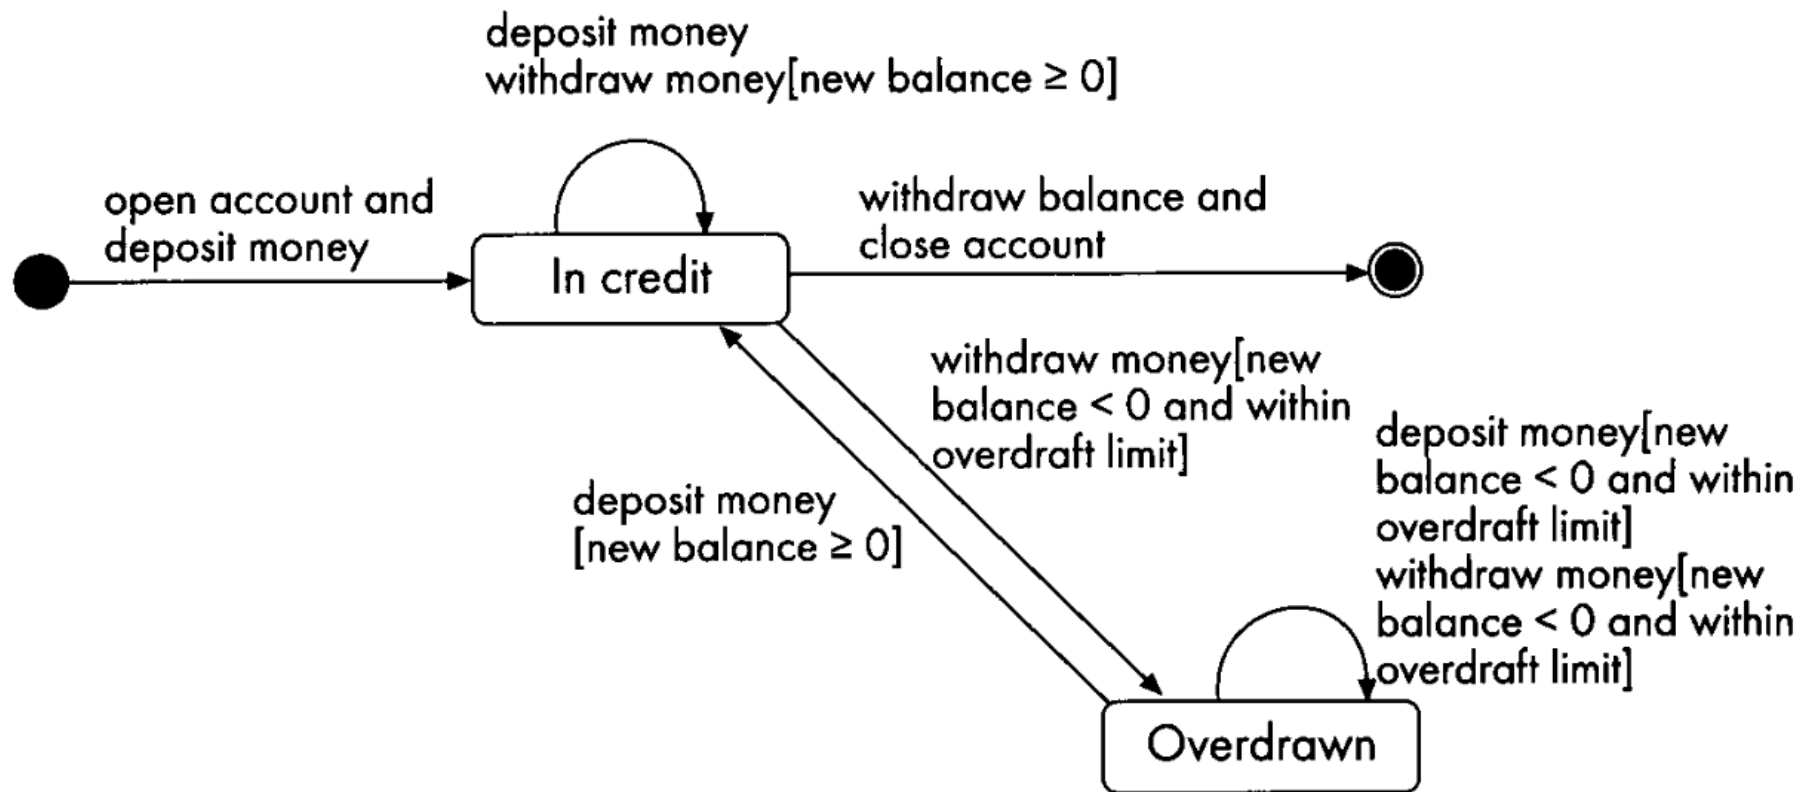 deposit money
withdraw money[new balance ≥ 0]
open account and
deposit money
In credit
withdraw balance and
close account
withdraw money[new
balance < 0 and within
overdraft limit]
deposit money
[new balance ≥ 0]
deposit money[new
balance < 0 and within
overdraft limit]
withdraw money[new
balance < 0 and within
overdraft limit]
Overdrawn